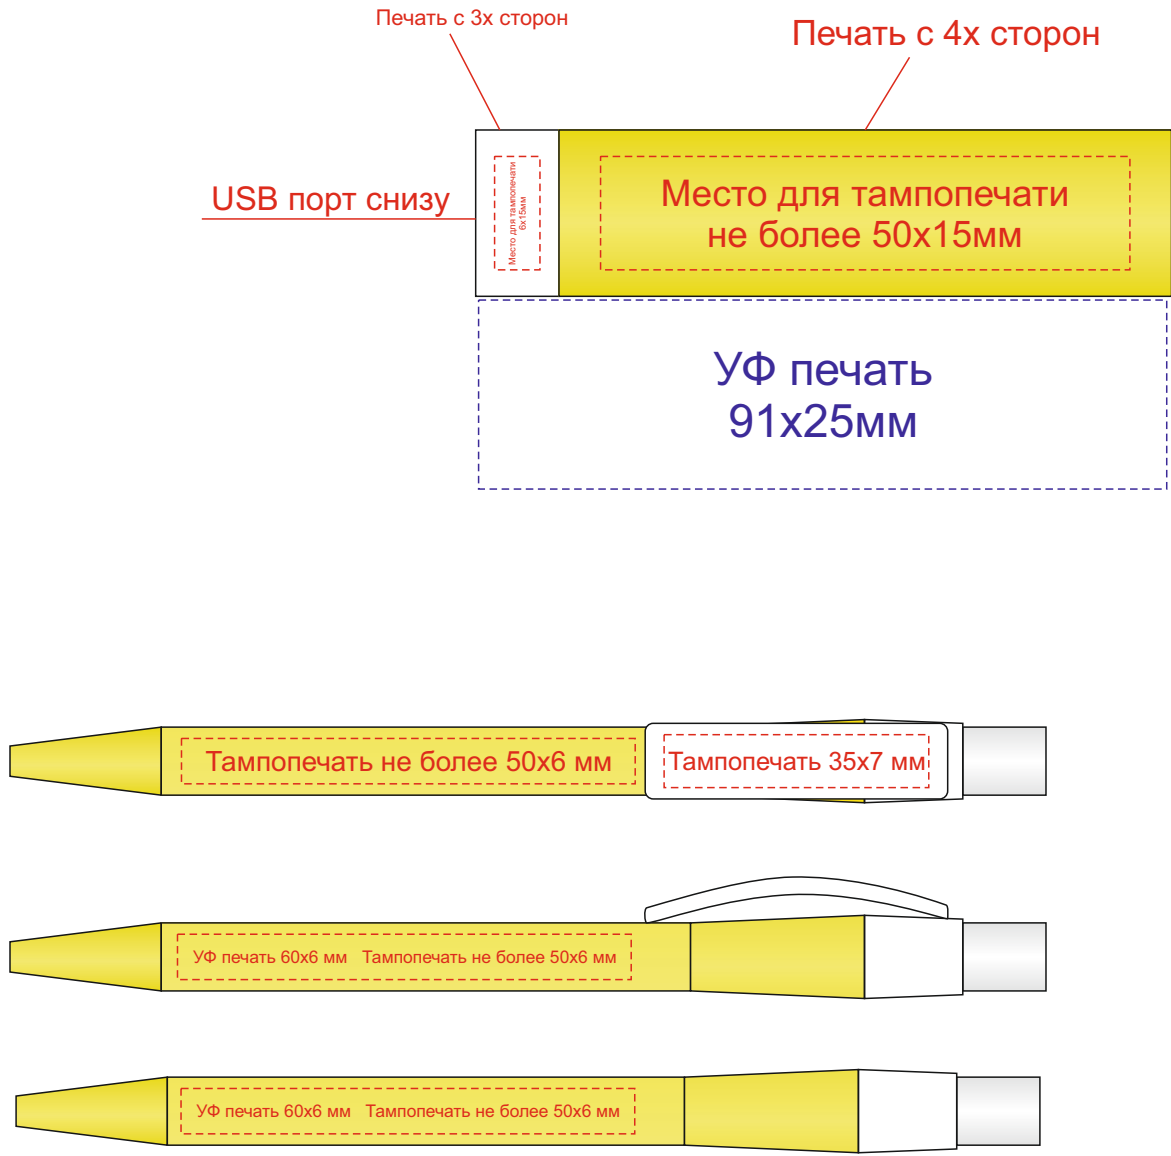 Печать с 3х сторон
Печать с 4х сторон
USB порт снизу
Место для тампопечати
6х15мм
Место для тампопечати
не более 50х15мм
УФ печать
91х25мм
Тампопечать не более 50х6 мм
Тампопечать 35х7 мм
УФ печать 60х6 мм Тампопечать не более 50х6 мм
УФ печать 60х6 мм Тампопечать не более 50х6 мм